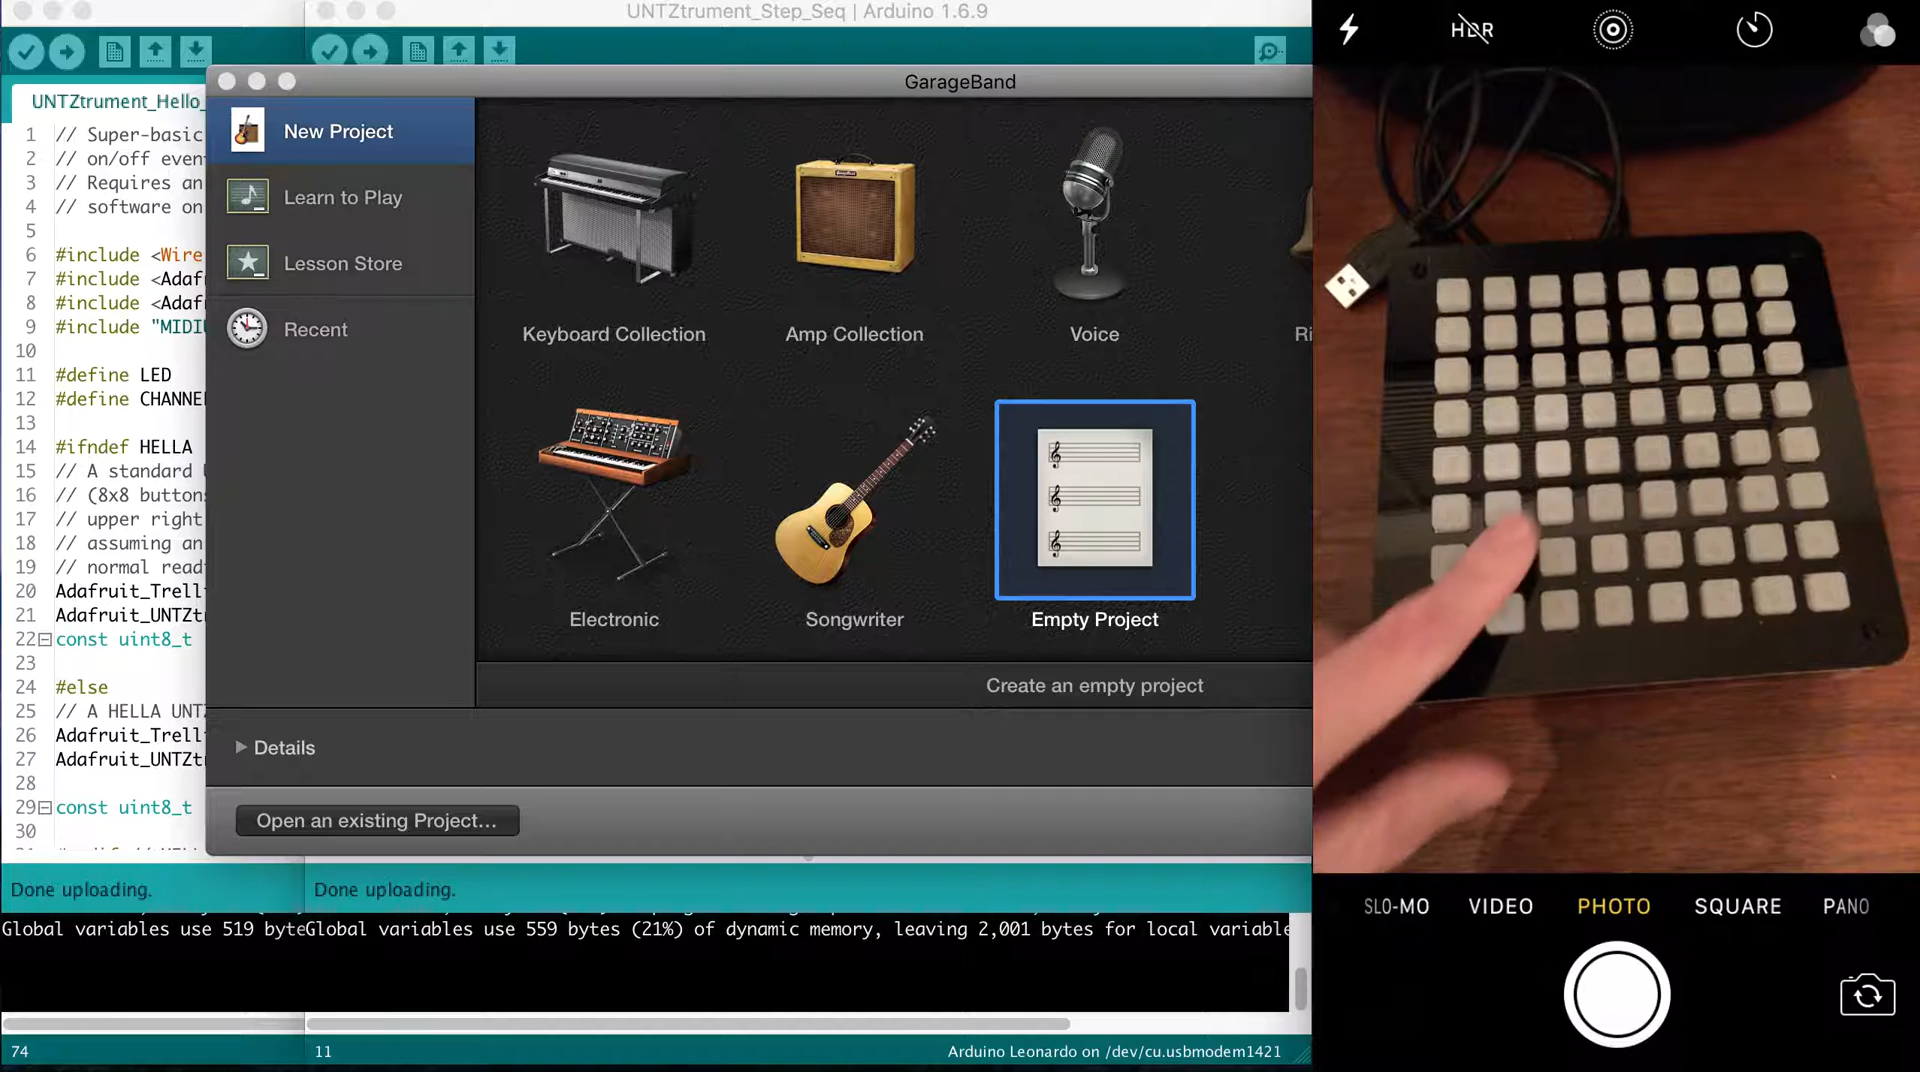 UNTZtrument_Step_Seq | Arduino 1.6.9
UNTZtrument_Hello_
1 // Super-basic
2 // on/off even
3 // Requires an
4 // software on
5
6 #include <Wire
7 #include <Adaf
8 #include <Adaf
9 #include "MIDI
10
11 #define LED
12 #define CHANNE
13
14 #ifndef HELLA
15 // A standard
16 // (8x8 buttons
17 // upper right
18 // assuming an
19 // normal read
20 Adafruit_Trell
21 Adafruit_UNTZt
22 const uint8_t
23
24 #else
25 // A HELLA UNTZ
26 Adafruit_Trell
27 Adafruit_UNTZt
28
29 const uint8_t
30
GarageBand
New Project
Learn to Play
Lesson Store
Recent
Keyboard Collection
Amp Collection
Voice
Ri
Electronic
Songwriter
Empty Project
Create an empty project
Details
Open an existing Project...
Done uploading.
Done uploading.
Global variables use 519 byte
Global variables use 559 bytes (21%) of dynamic memory, leaving 2,001 bytes for local variable
74
11
Arduino Leonardo on /dev/cu.usbmodem1421
HDR
SLO-MO VIDEO PHOTO SQUARE PANO